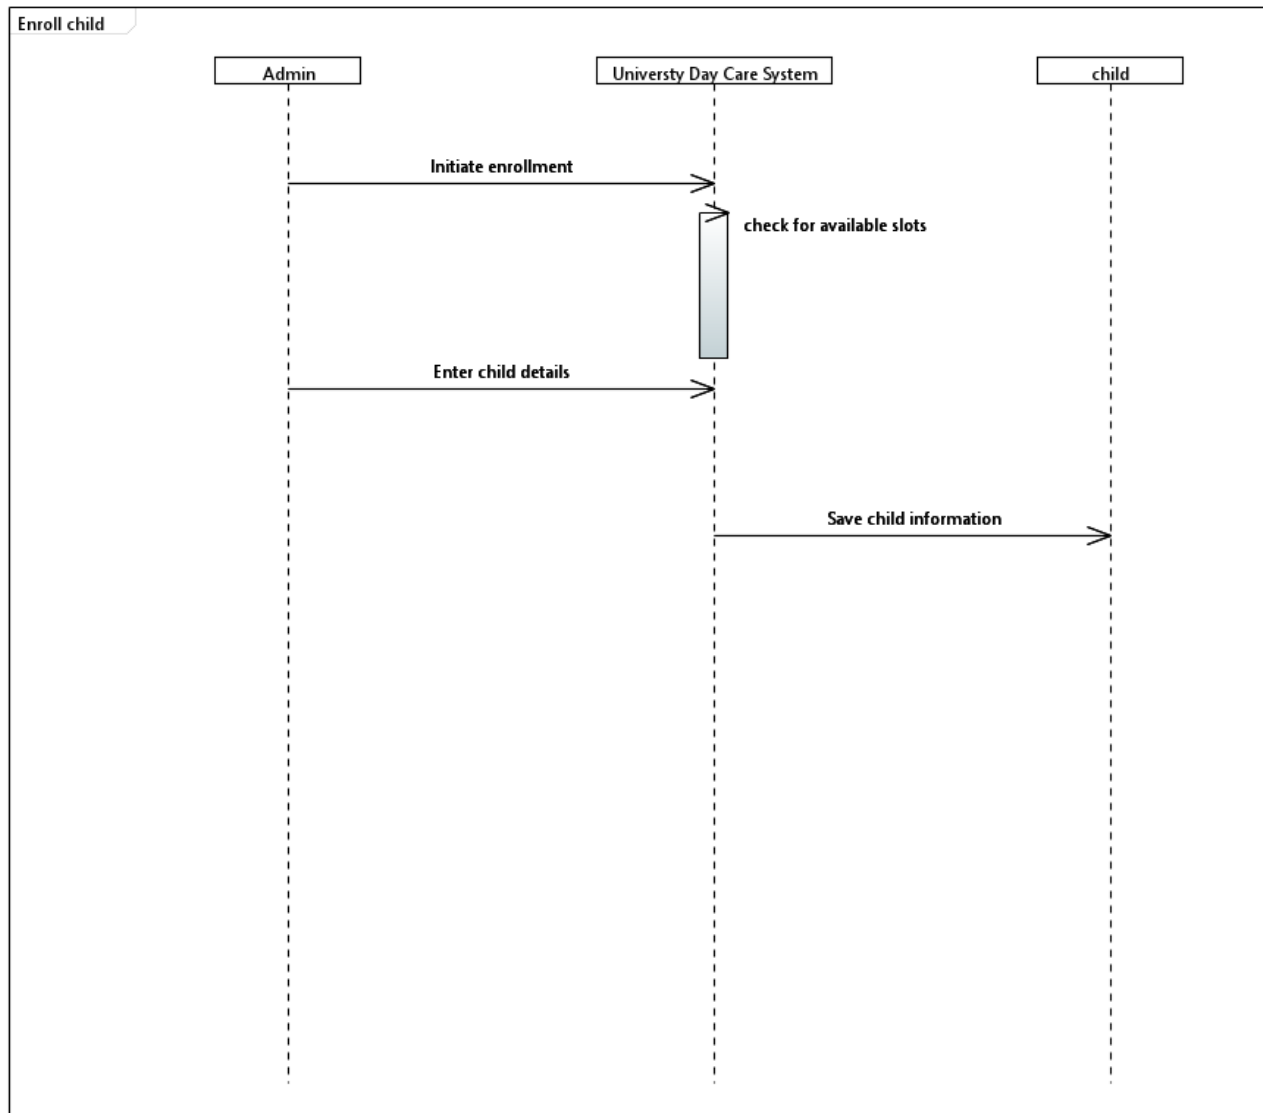 Enroll child
Admin
Universty Day Care System
child
Initiate enrollment
check for available slots
Enter child details
Save child information